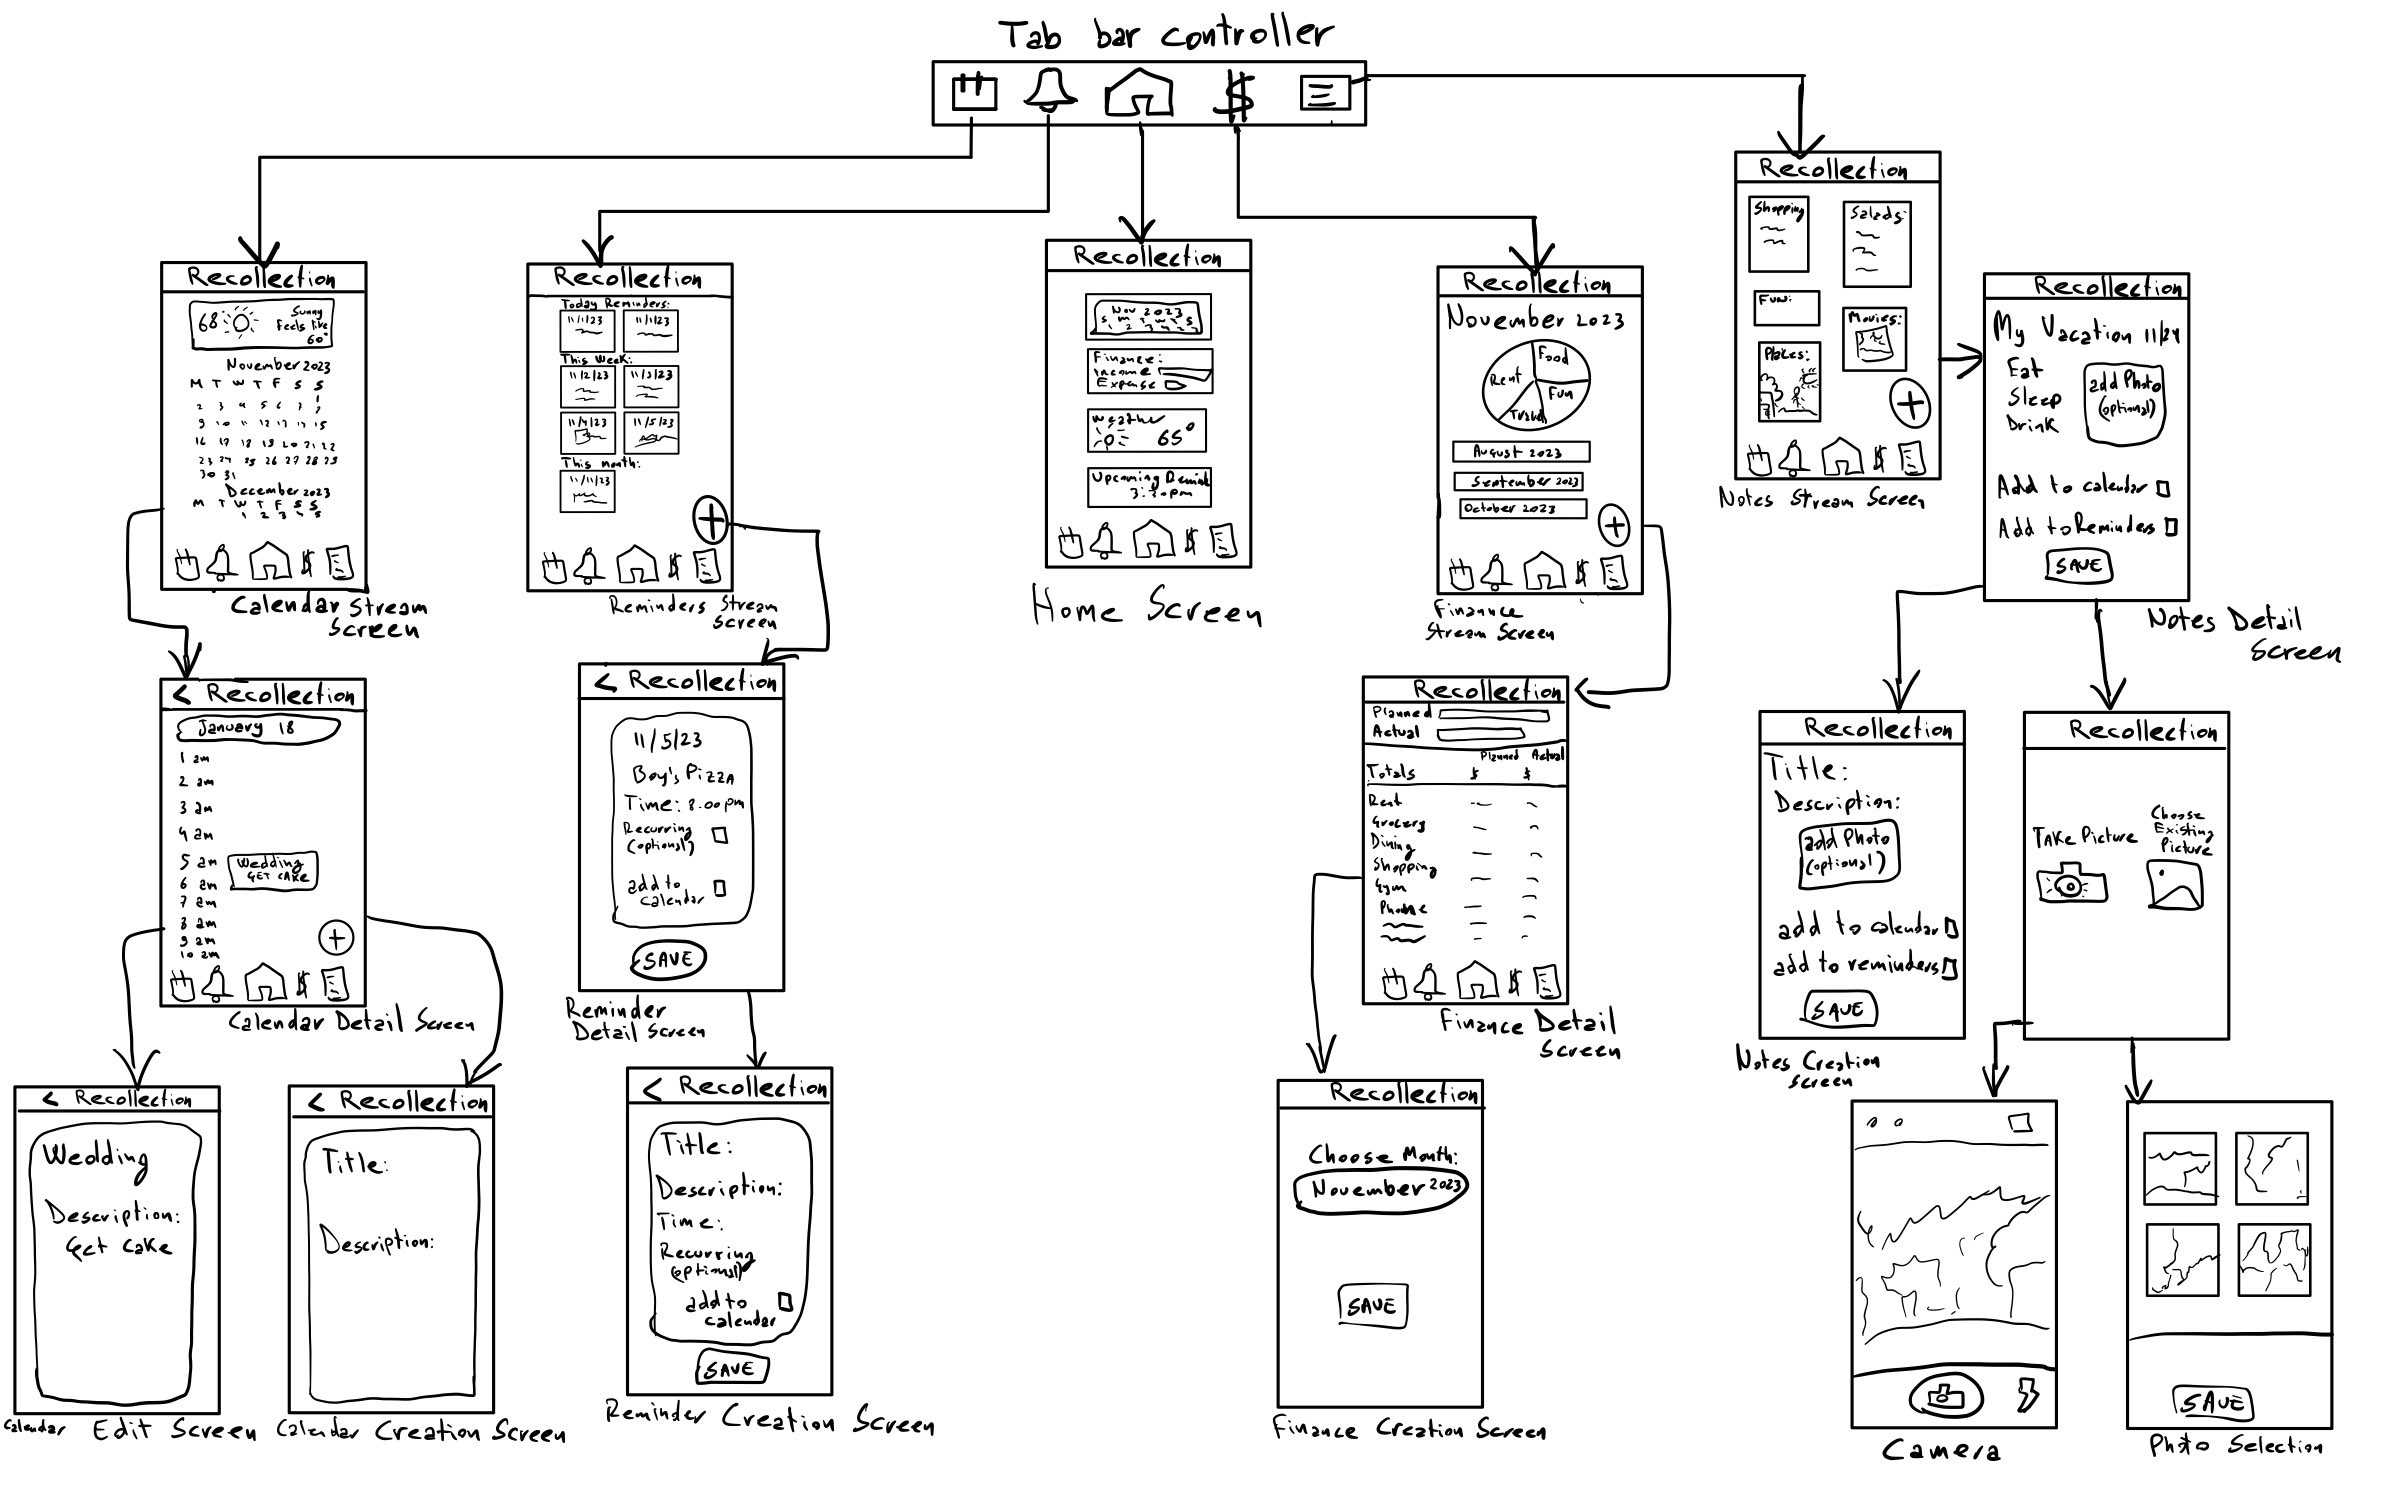 Tab bar controller
Recollection
68 Sunny
Feels like
60°
November 2023
M T W T F S S
1
2 3 4 5 6 7
9 10 11 12 13 14 15
16 17 18 19 20 21 22
23 24 25 26 27 28 29
30 31
December 2023
M T W T F S S
1 2 3 4 5
Calendar Stream
Screen
Recollection
Today Reminders:
11/1/23 11/1/23
This Week:
11/2/23 11/3/23
11/4/23 11/5/23
This month:
11/11/23
Reminders Stream
Screen
Recollection
Nov 2023
S M T W T S
1 2 3 4 2 3
Finance:
income
Expense
weather
65°
Upcoming Remind
3:30pm
Home Screen
Recollection
November 2023
Food
Rent
Fun
Travel
August 2023
September 2023
October 2023
Finance
Stream Screen
Recollection
Shopping
Salads:
Fun:
Movies:
Places:
Notes Stream Screen
Recollection
My Vacation 11/24
Eat
Sleep
Drink
add Photo
(optional)
Add to calendar
Add to Reminders
SAVE
Notes Detail
Screen
< Recollection
January 18
1 am
2 am
3 am
4 am
5 am
6 am
7 am
8 am
9 am
10 am
Wedding
GET CAKE
Calendar Detail Screen
< Recollection
11/5/23
Boy's Pizza
Time: 8:00pm
Recurring
(optional)
add to
calendar
SAVE
Reminder
Detail Screen
Recollection
Planned
Actual
Planned Actual
Totals $ $
Rent
Grocery
Dining
Shopping
Gym
Phone
Finance Detail
Screen
Recollection
Title:
Description:
add Photo
(optional)
add to calendar
add to reminders
SAVE
Notes Creation
Screen
Recollection
Take Picture
Choose
Existing
Picture
< Recollection
Wedding
Description:
Get cake
Calendar Edit Screen
< Recollection
Title:
Description:
Calendar Creation Screen
< Recollection
Title:
Description:
Time:
Recurring
(optional)
add to
calendar
SAVE
Reminder Creation Screen
Recollection
Choose Month:
November 2023
SAVE
Finance Creation Screen
Camera
SAVE
Photo Selection